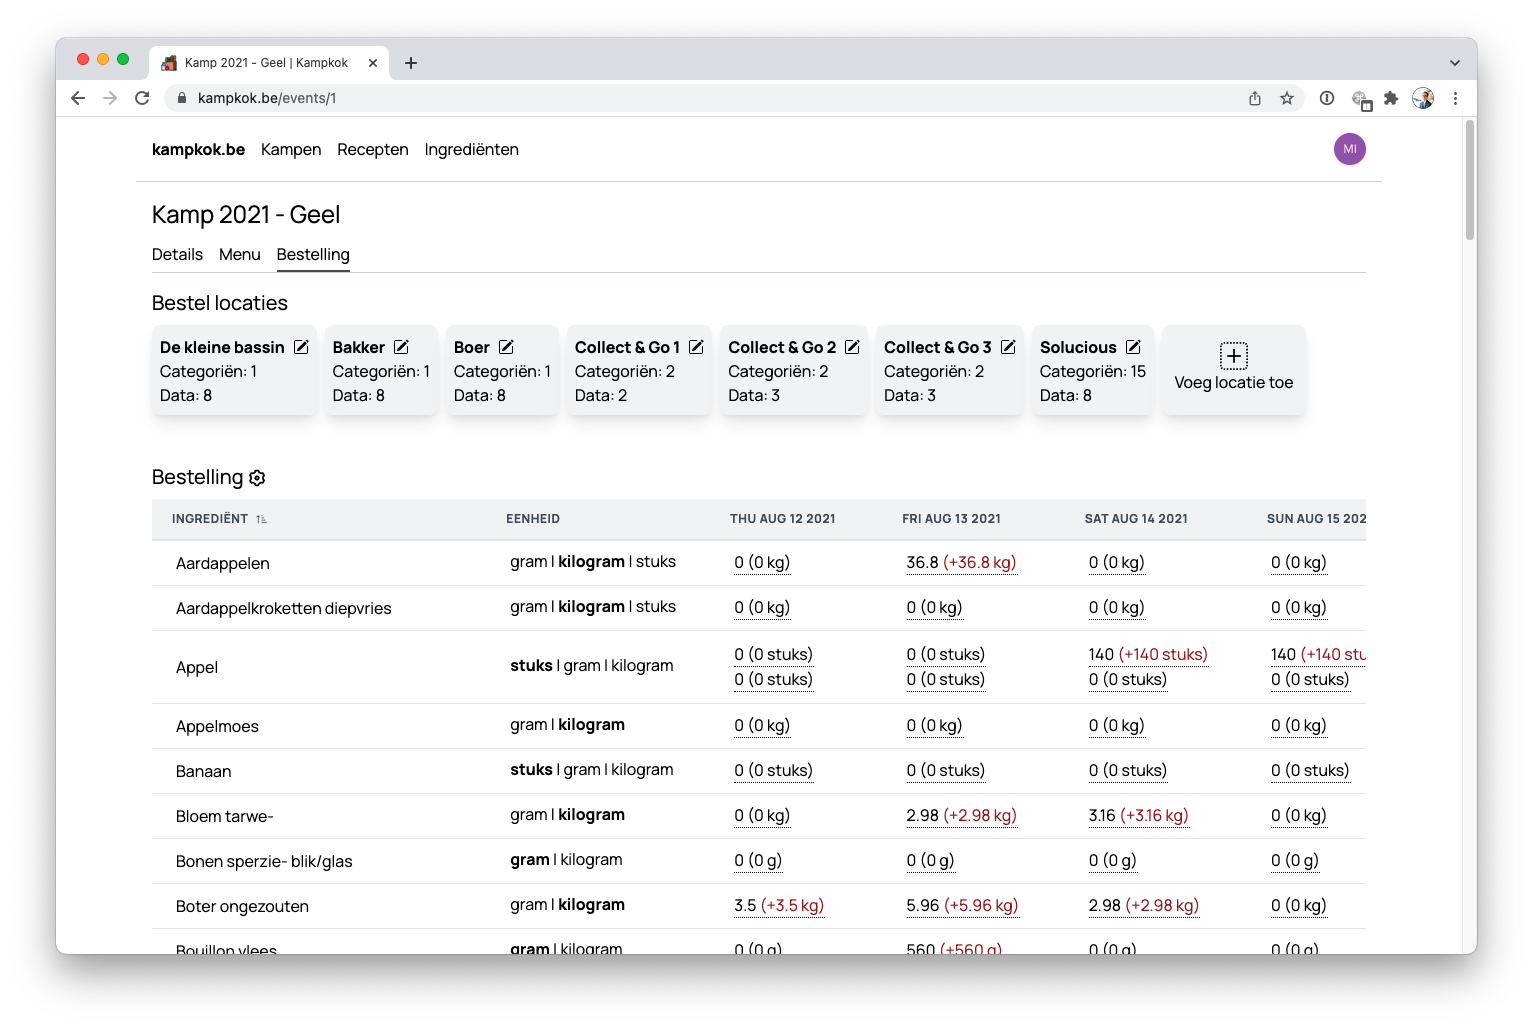 Kamp 2021 - Geel | Kampkok
kampkok.be/events/1
kampkok.be Kampen Recepten Ingrediënten MI
Kamp 2021 - Geel
Details Menu Bestelling
Bestel locaties
De kleine bassin
Categoriën: 1
Data: 8
Bakker
Categoriën: 1
Data: 8
Boer
Categoriën: 1
Data: 8
Collect & Go 1
Categoriën: 2
Data: 2
Collect & Go 2
Categoriën: 2
Data: 3
Collect & Go 3
Categoriën: 2
Data: 3
Solucious
Categoriën: 15
Data: 8
Voeg locatie toe
Bestelling
INGREDIËNT EENHEID THU AUG 12 2021 FRI AUG 13 2021 SAT AUG 14 2021 SUN AUG 15 202
Aardappelen gram | kilogram | stuks 0 (0 kg) 36.8 (+36.8 kg) 0 (0 kg) 0 (0 kg)
Aardappelkroketten diepvries gram | kilogram | stuks 0 (0 kg) 0 (0 kg) 0 (0 kg) 0 (0 kg)
Appel stuks | gram | kilogram 0 (0 stuks) 0 (0 stuks) 140 (+140 stuks) 140 (+140 stu
0 (0 stuks) 0 (0 stuks) 0 (0 stuks) 0 (0 stuks)
Appelmoes gram | kilogram 0 (0 kg) 0 (0 kg) 0 (0 kg) 0 (0 kg)
Banaan stuks | gram | kilogram 0 (0 stuks) 0 (0 stuks) 0 (0 stuks) 0 (0 stuks)
Bloem tarwe- gram | kilogram 0 (0 kg) 2.98 (+2.98 kg) 3.16 (+3.16 kg) 0 (0 kg)
Bonen sperzie- blik/glas gram | kilogram 0 (0 g) 0 (0 g) 0 (0 g) 0 (0 g)
Boter ongezouten gram | kilogram 3.5 (+3.5 kg) 5.96 (+5.96 kg) 2.98 (+2.98 kg) 0 (0 kg)
Bouillon vlees gram | kilogram 0 (0 g) 560 (+560 g) 0 (0 g) 0 (0 g)